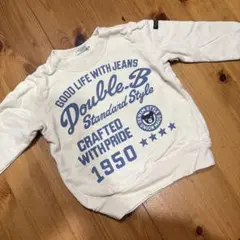 GOOD LIFE WITH JEANS
Double.B
Standard Style
CRAFTED
WITH PRIDE
1950